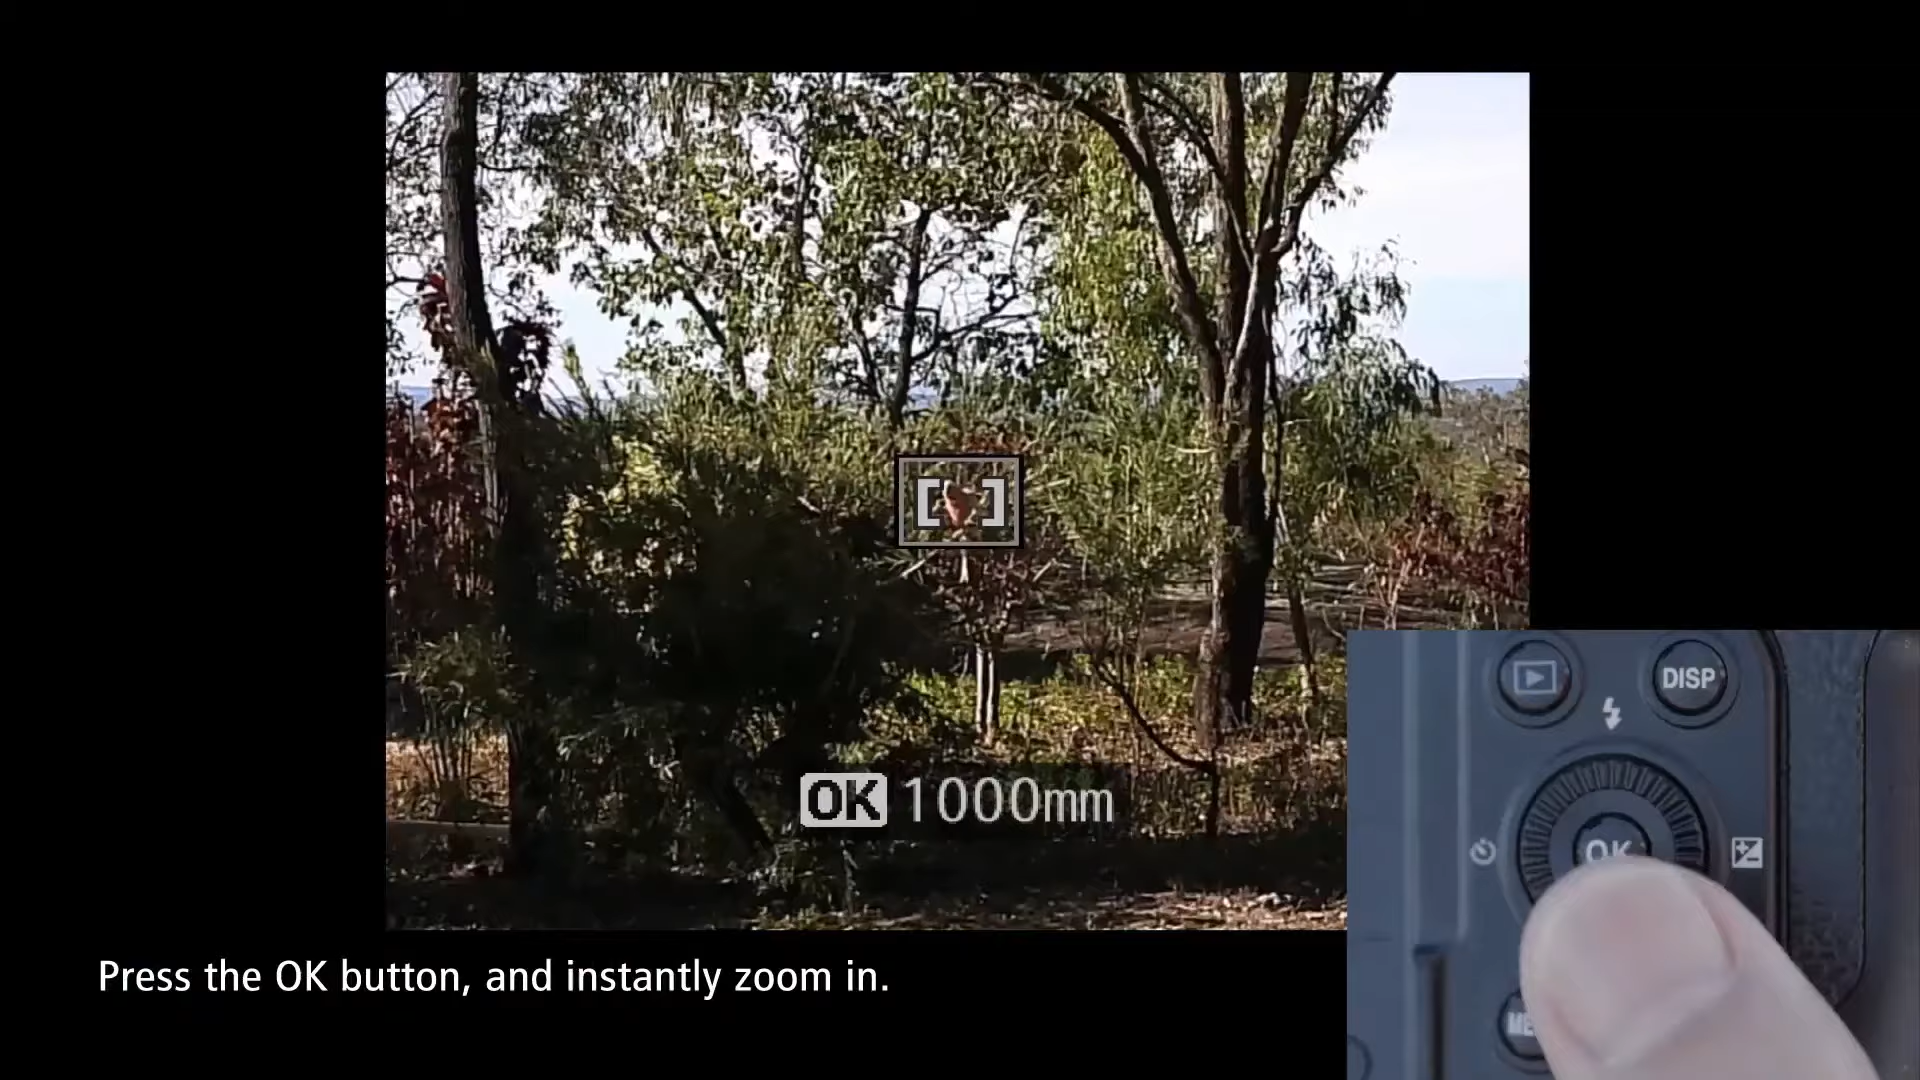 OK 1000mm
DISP
OK
Press the OK button, and instantly zoom in.